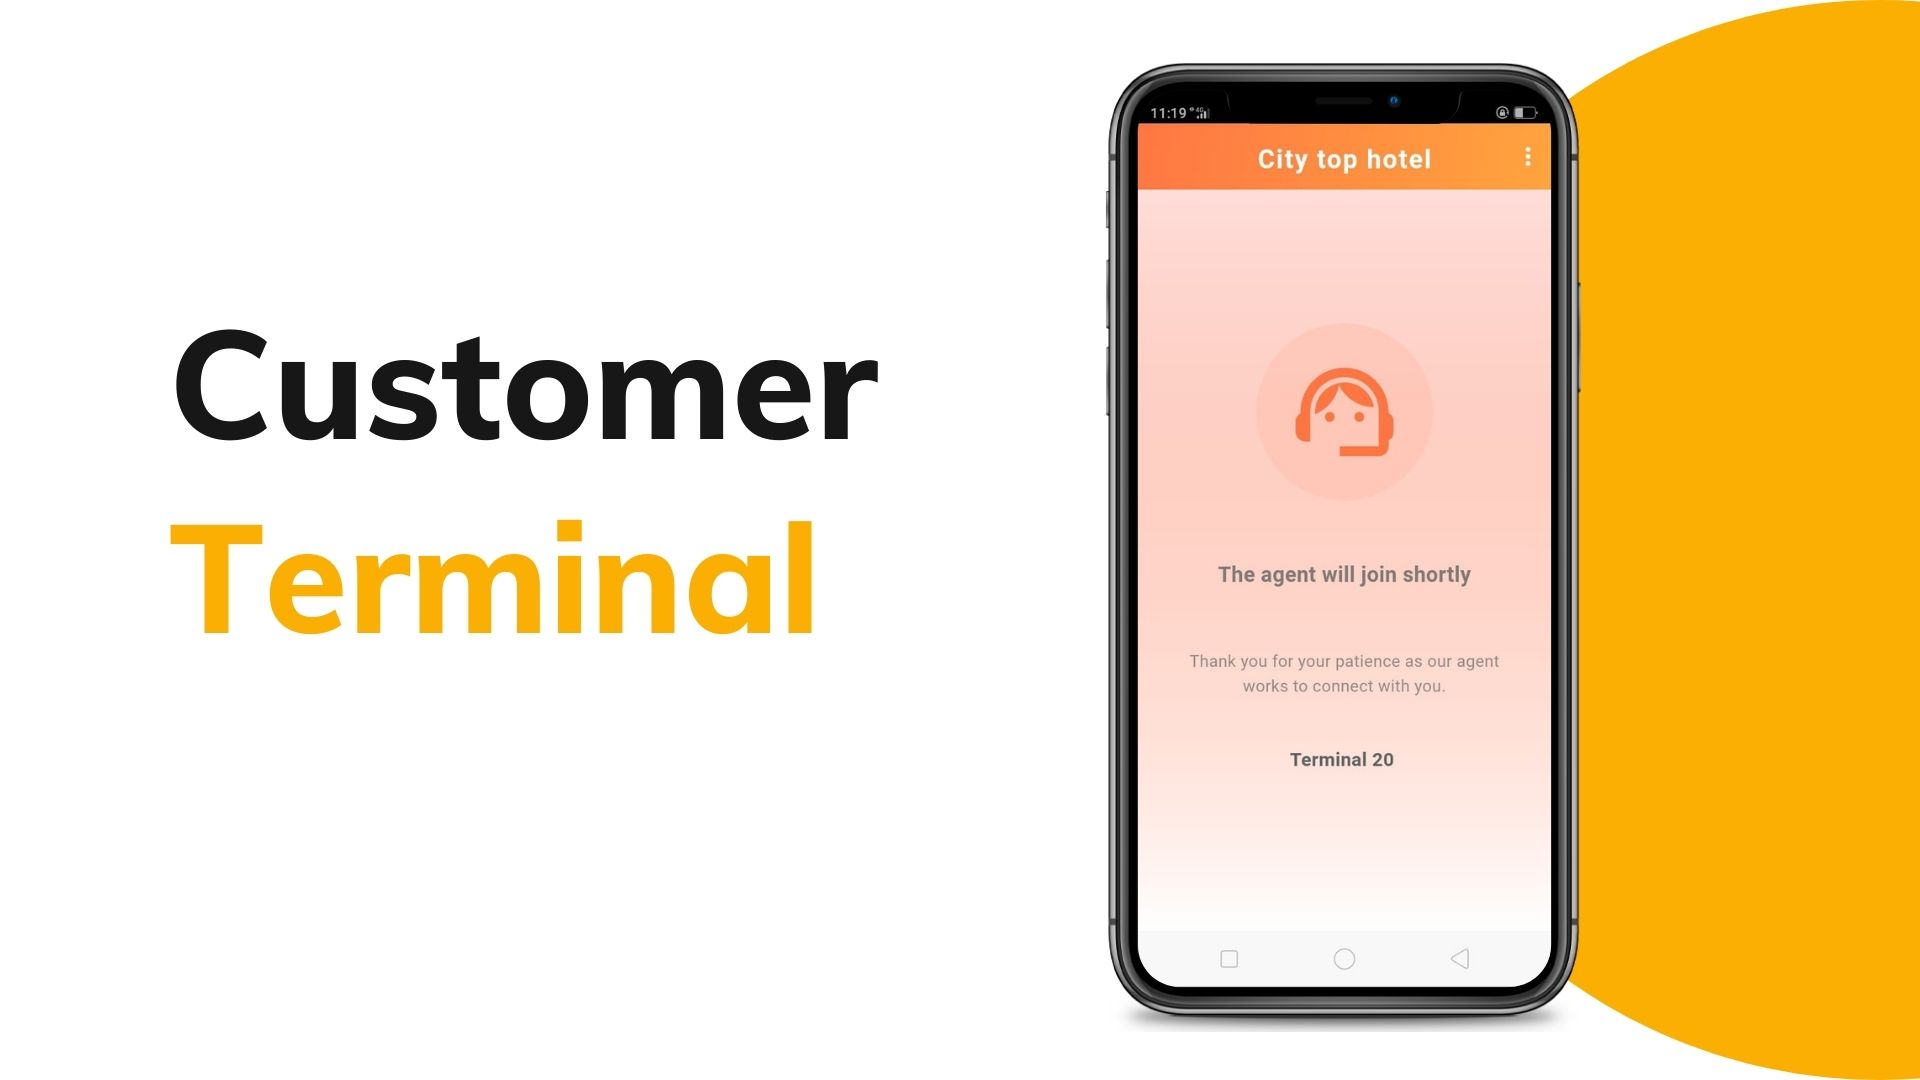 Customer
Terminal
11:19 4G
City top hotel
The agent will join shortly
Thank you for your patience as our agent
works to connect with you.
Terminal 20